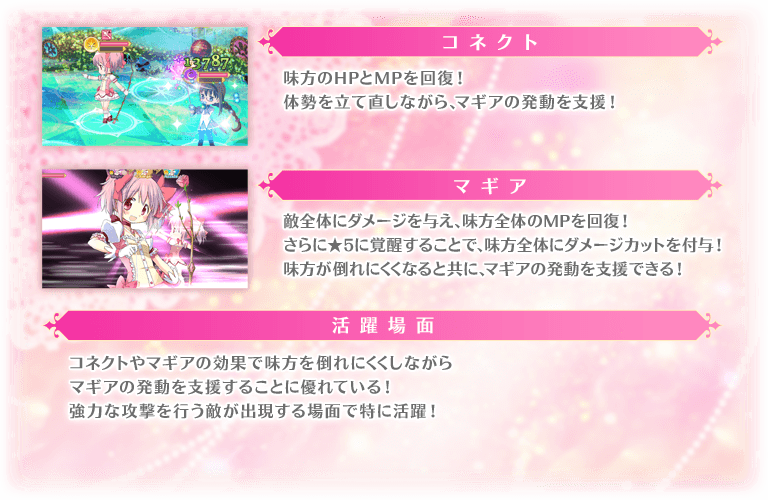 13787
コネクト
味方のHPとMPを回復！
体勢を立て直しながら、マギアの発動を支援！
マギア
敵全体にダメージを与え、味方全体のMPを回復！
さらに★5に覚醒することで、味方全体にダメージカットを付与！
味方が倒れにくくなると共に、マギアの発動を支援できる！
活躍場面
コネクトやマギアの効果で味方を倒れにくくしながら
マギアの発動を支援することに優れている！
強力な攻撃を行う敵が出現する場面で特に活躍！